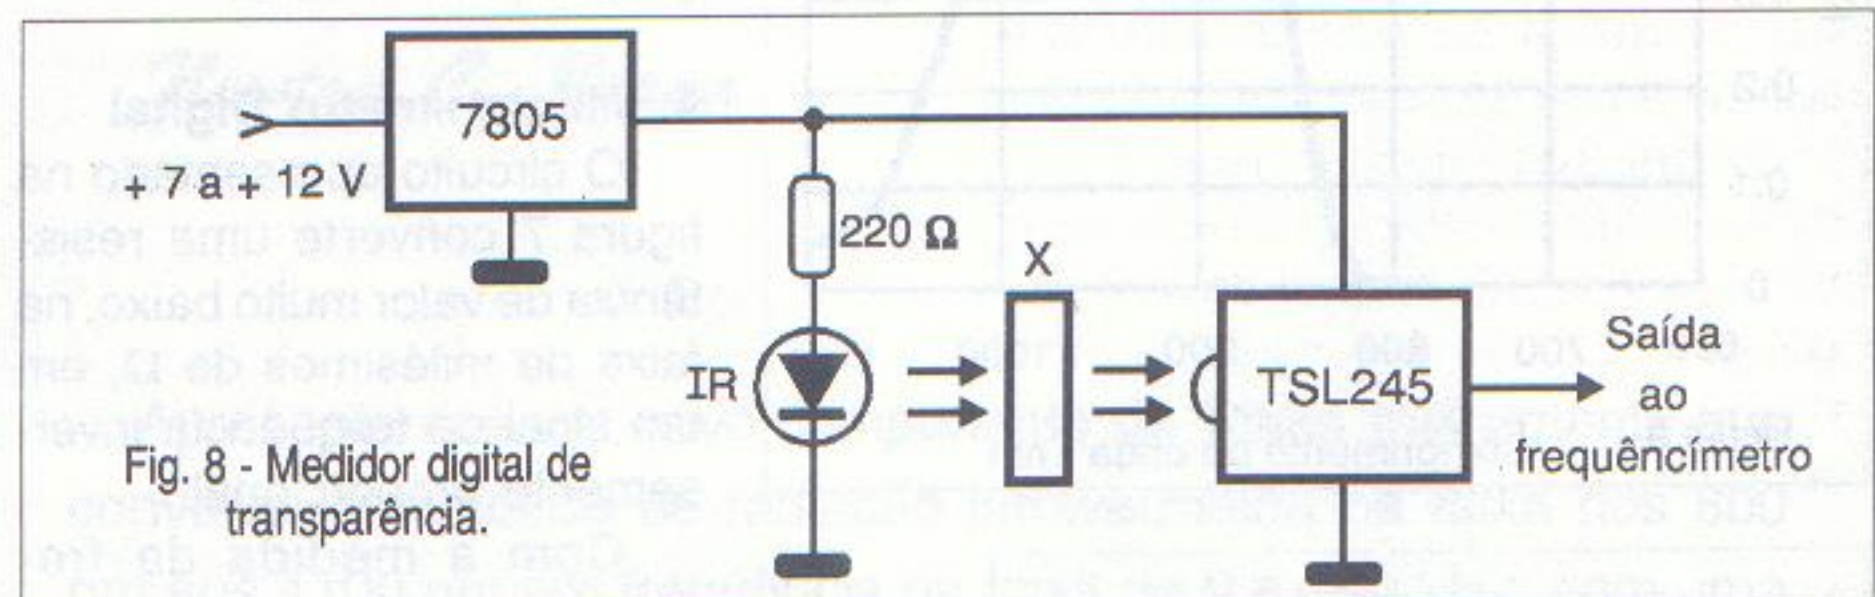 7805
+ 7 a + 12 V
220 Ω
X
IR
TSL245
Saída
ao
frequêncímetro
Fig. 8 - Medidor digital de
transparência.